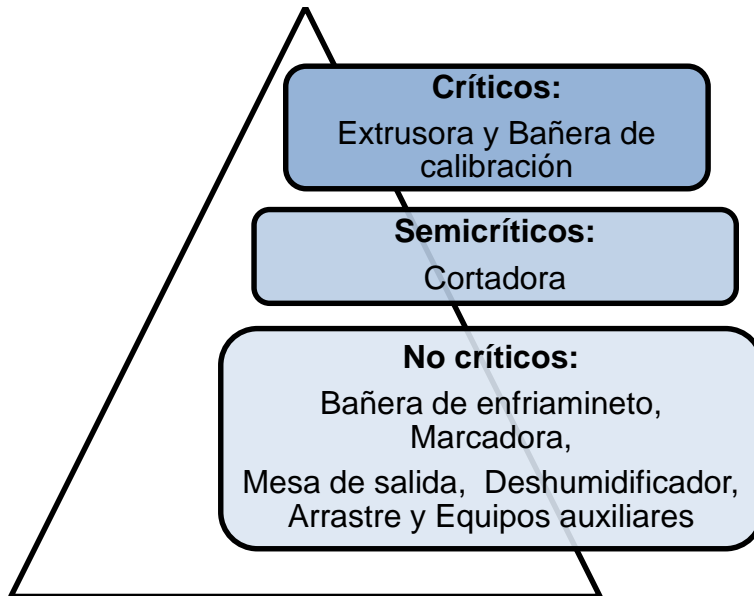 Críticos:
Extrusora y Bañera de
calibración
Semicríticos:
Cortadora
No críticos:
Bañera de enfriamineto,
Marcadora,
Mesa de salida,  Deshumidificador,
Arrastre y Equipos auxiliares